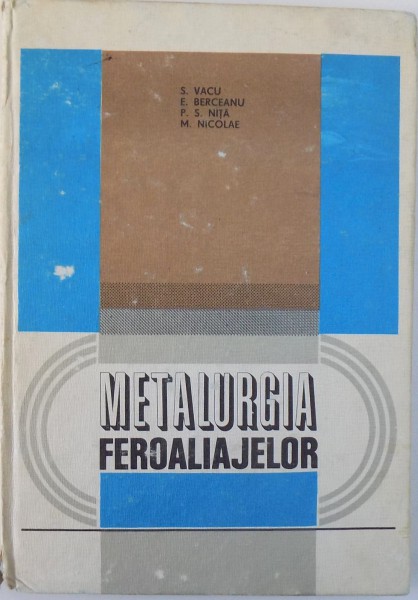 S. VACU
E. BERCEANU
P. S. NIȚĂ
M. NICOLAE
METALURGIA
FEROALIAJELOR